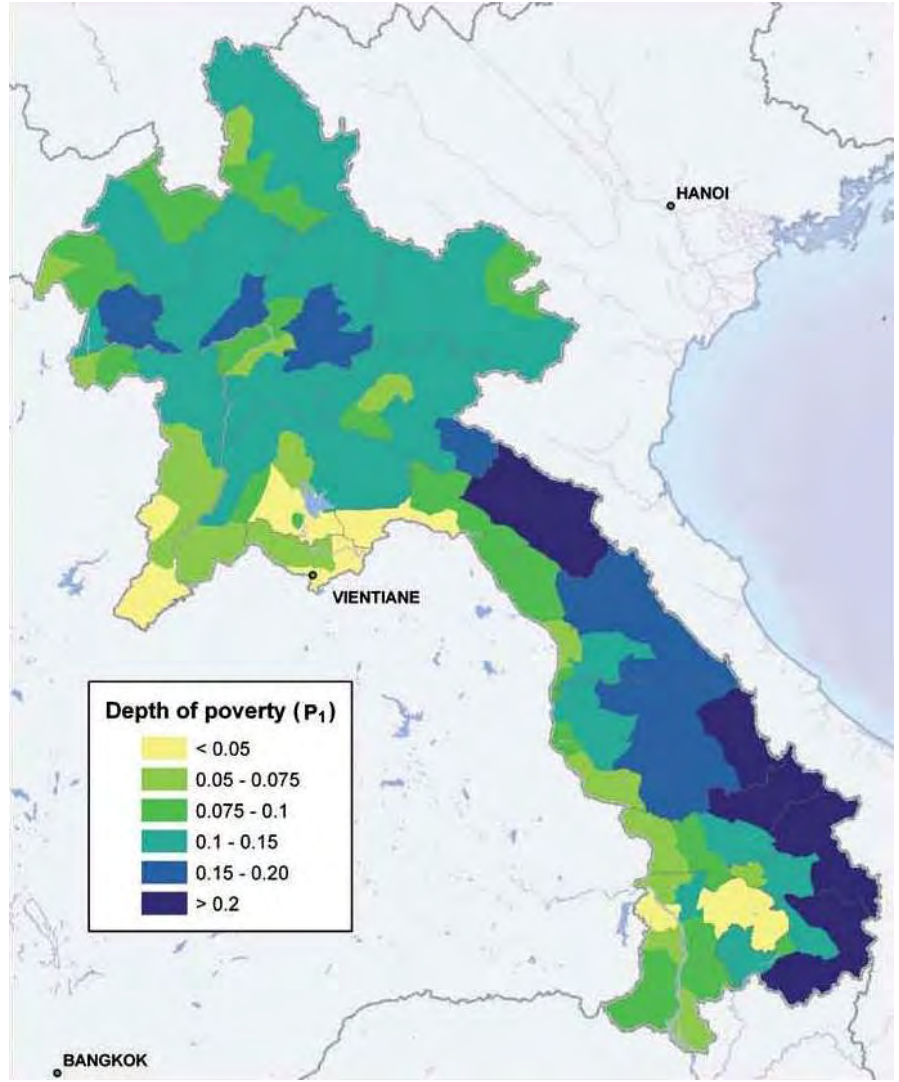 HANOI
VIENTIANE
Depth of poverty (P₁)
< 0.05
0.05 - 0.075
0.075 - 0.1
0.1 - 0.15
0.15 - 0.20
> 0.2
BANGKOK